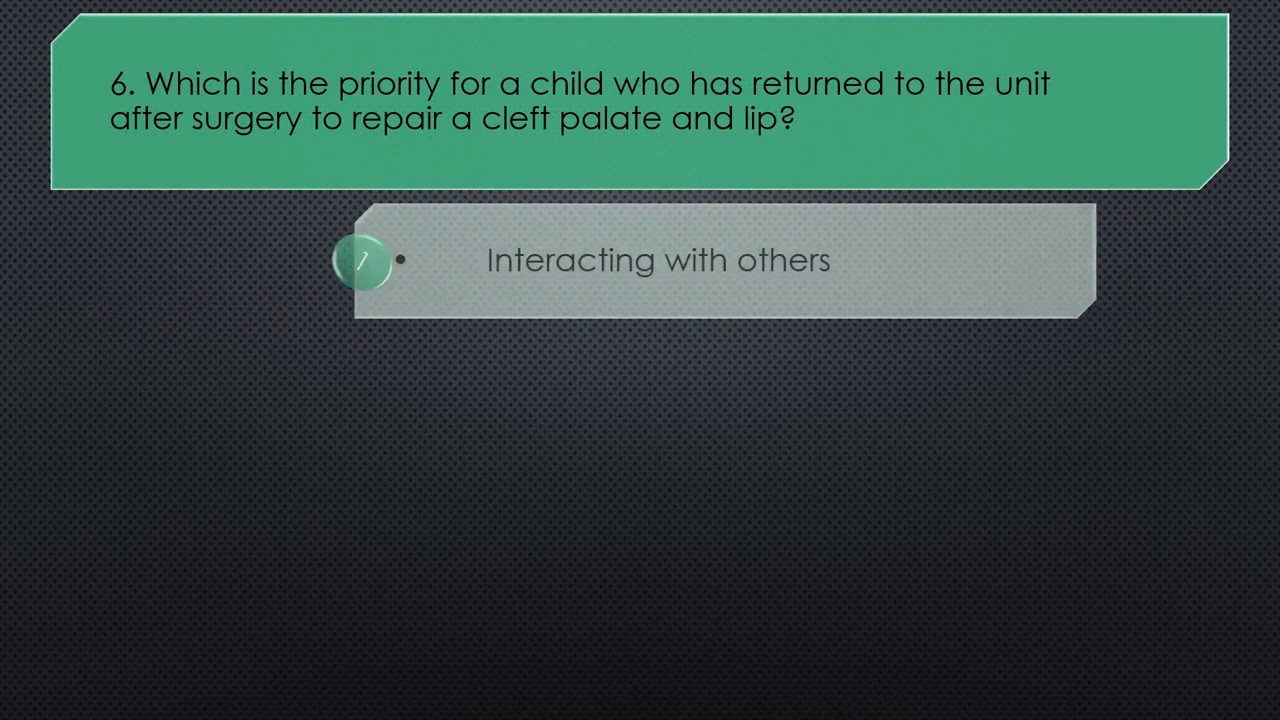 6. Which is the priority for a child who has returned to the unit
after surgery to repair a cleft palate and lip?
1
• Interacting with others